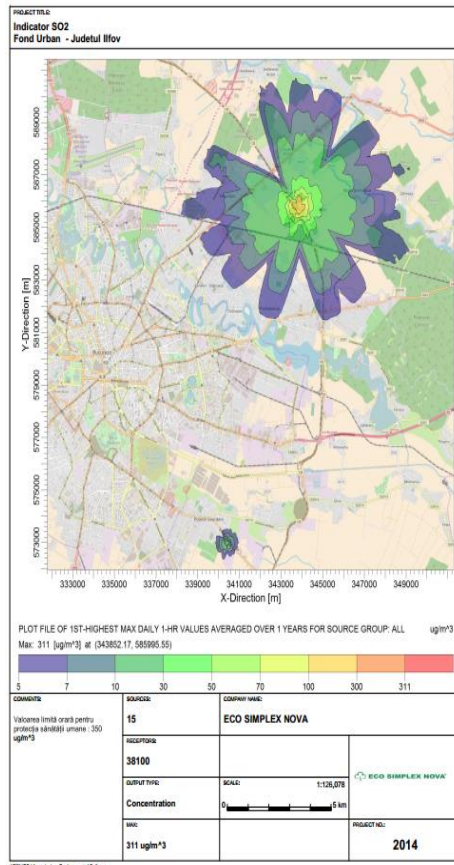 PROJECT TITLE:
Indicator SO2
Fond Urban - Judetul Ilfov
Y-Direction [m]
589000
587000
585000
583000
581000
579000
577000
575000
573000
333000 335000 337000 339000 341000 343000 345000 347000 349000
X-Direction [m]
PLOT FILE OF 1ST-HIGHEST MAX DAILY 1-HR VALUES AVERAGED OVER 1 YEARS FOR SOURCE GROUP: ALL ug/m^3
Max: 311 [ug/m^3] at (343852.17, 585995.55)
5 7 10 30 50 70 100 300 311
COMMENTS:
Valoarea limită orară pentru
protecția sănătății umane : 350
ug/m^3
SOURCES:
15
COMPANY NAME:
ECO SIMPLEX NOVA
RECEPTORS:
38100
OUTPUT TYPE:
Concentration
SCALE: 1:126,078
0 5 km
ECO SIMPLEX NOVA
MAX:
311 ug/m^3
PROJECT NO.:
2014